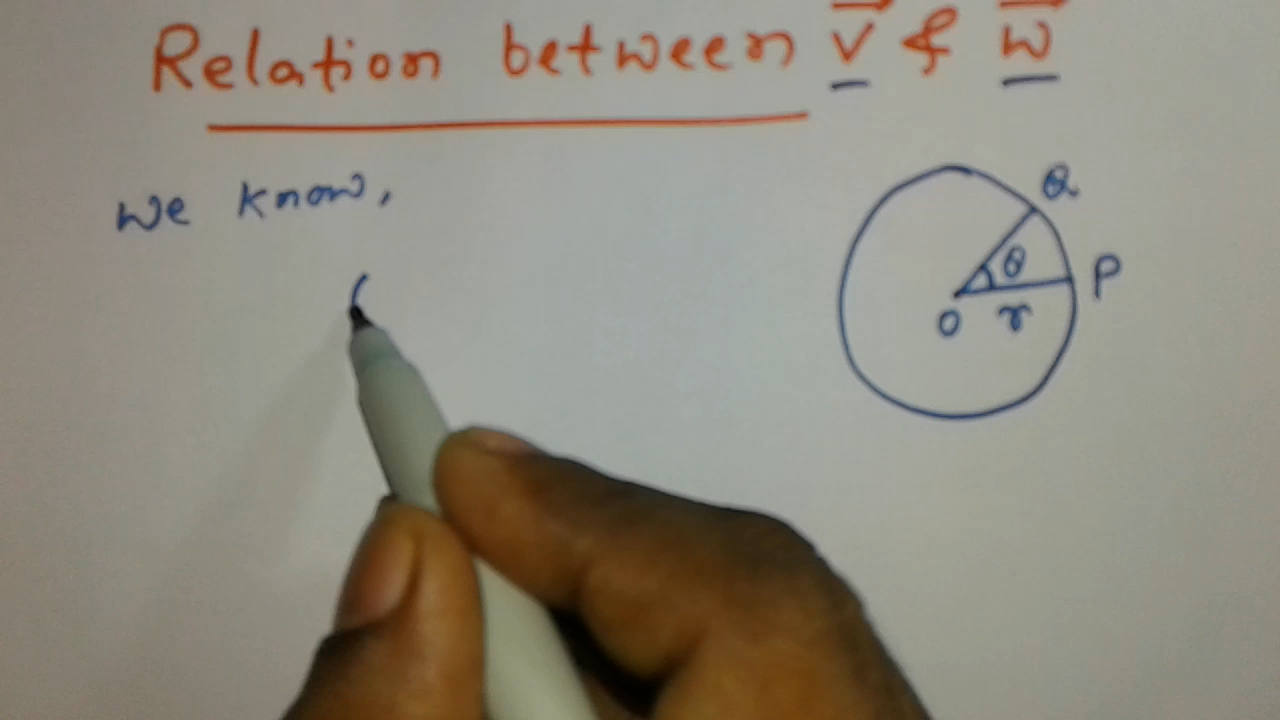 Relation between v & w
We know,
Q
θ
P
O r